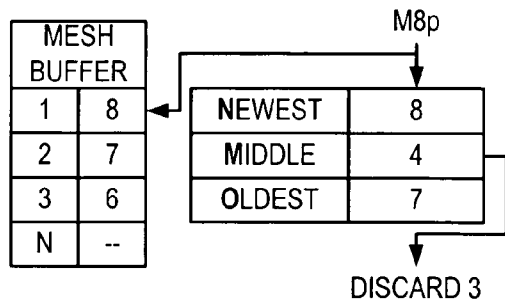 M8p
MESH
BUFFER
1 8
2 7
3 6
N --
NEWEST 8
MIDDLE 4
OLDEST 7
DISCARD 3